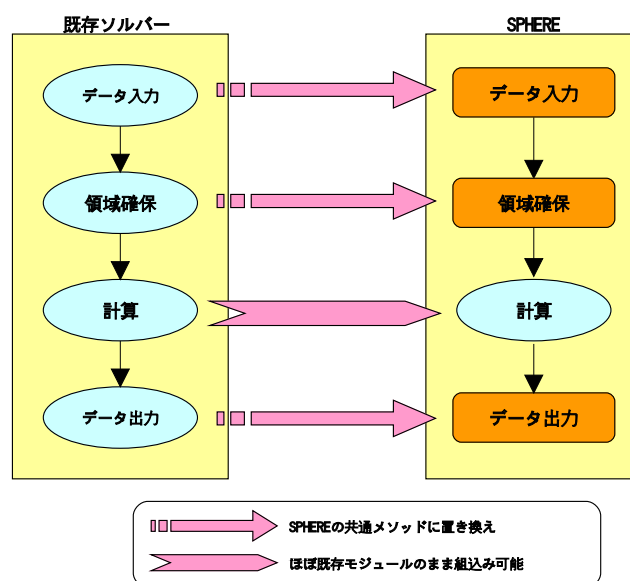 既存ソルバー
SPHERE
データ入力
データ入力
領域確保
領域確保
計算
計算
データ出力
データ出力
SPHEREの共通メソッドに置き換え
ほぼ既存モジュールのまま組込み可能